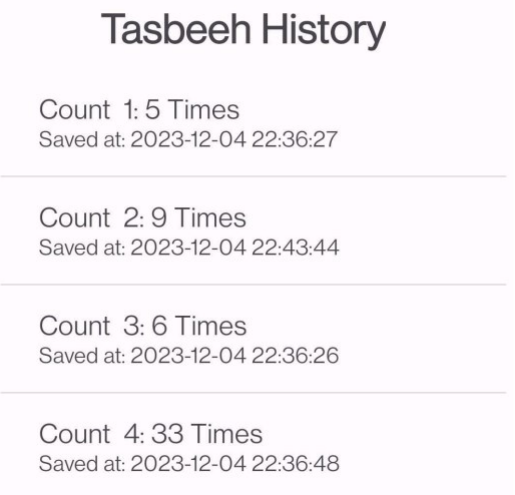 Tasbeeh History
Count 1: 5 Times
Saved at: 2023-12-04 22:36:27
Count 2: 9 Times
Saved at: 2023-12-04 22:43:44
Count 3: 6 Times
Saved at: 2023-12-04 22:36:26
Count 4: 33 Times
Saved at: 2023-12-04 22:36:48